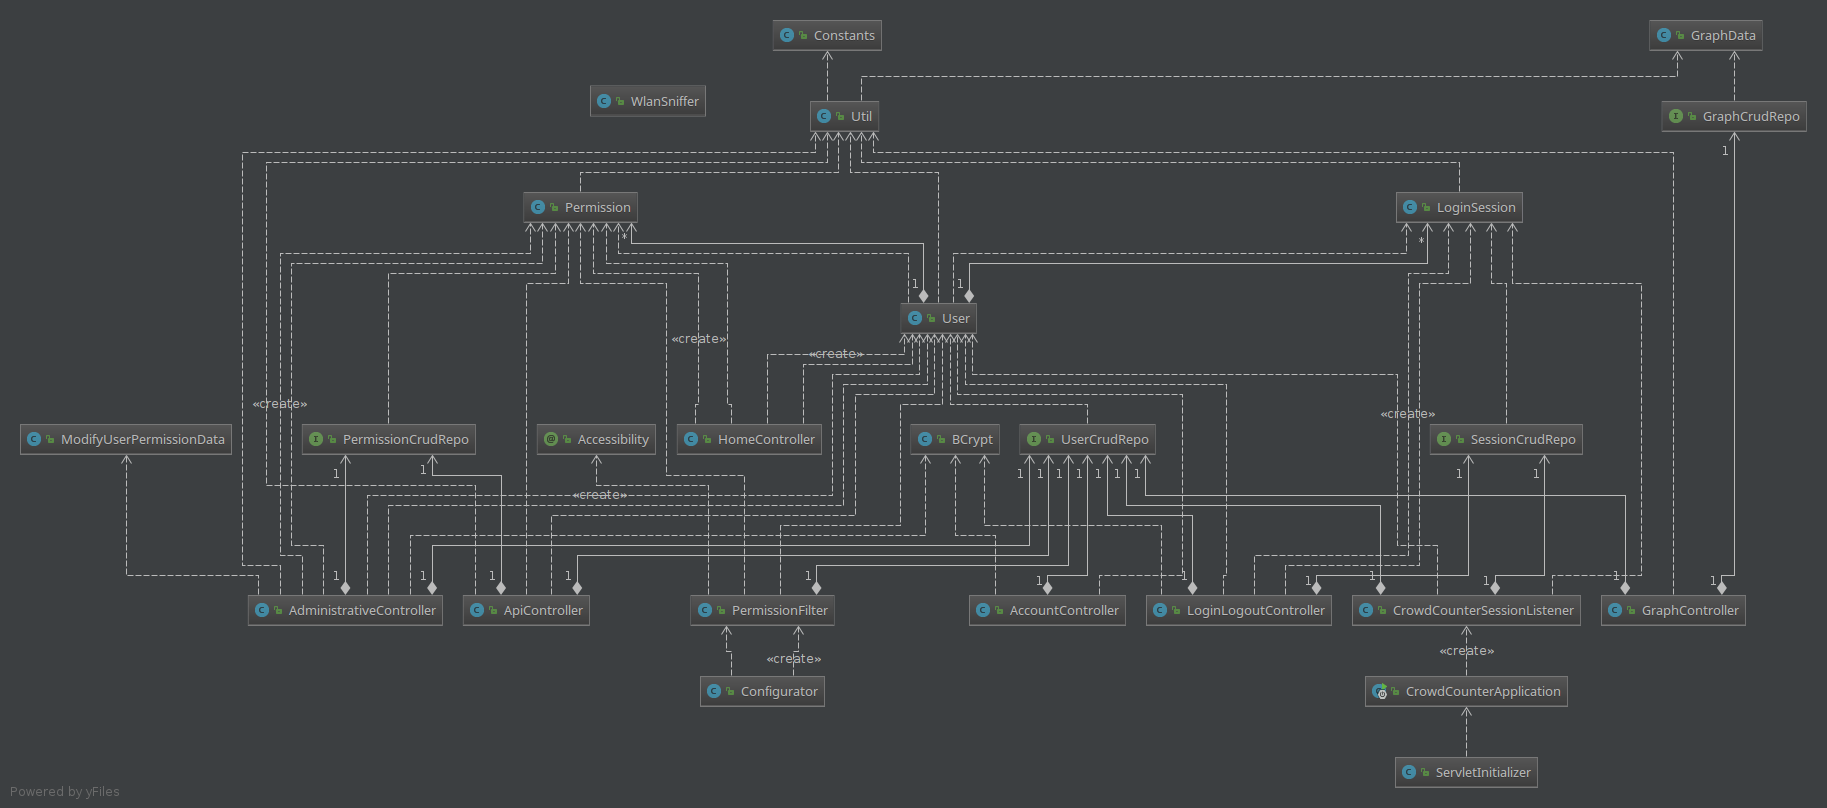 Constants
GraphData
WlanSniffer
Util
GraphCrudRepo
1
Permission
LoginSession
*
*
1
1
User
«create»
«create»
«create»
«create»
ModifyUserPermissionData
PermissionCrudRepo
Accessibility
HomeController
BCrypt
UserCrudRepo
SessionCrudRepo
1
1
1
1
1
1
1
1
1
1
1
«create»
1
1
1
1
1
1
1
1
1
1
1
1
AdministrativeController
ApiController
PermissionFilter
AccountController
LoginLogoutController
CrowdCounterSessionListener
GraphController
«create»
«create»
Configurator
CrowdCounterApplication
ServletInitializer
Powered by yFiles